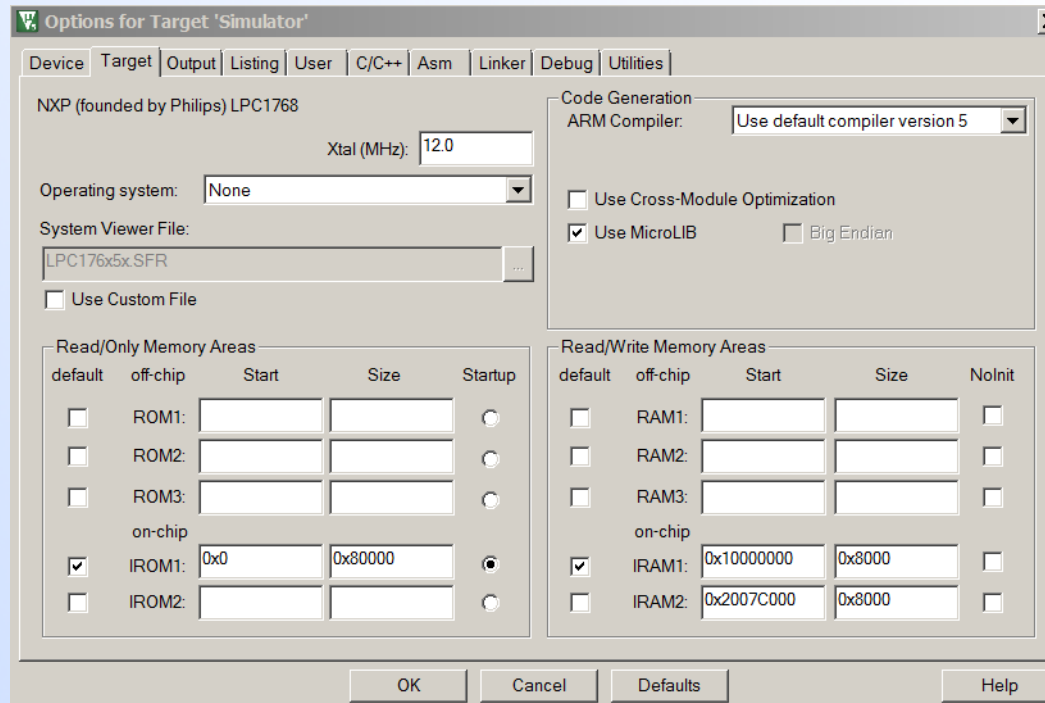 Options for Target 'Simulator'
Device Target Output Listing User C/C++ Asm Linker Debug Utilities
NXP (founded by Philips) LPC1768
Xtal (MHz): 12.0
Operating system: None
System Viewer File:
LPC176x5x.SFR
...
Use Custom File
Code Generation
ARM Compiler: Use default compiler version 5
Use Cross-Module Optimization
Use MicroLIB Big Endian
Read/Only Memory Areas
default off-chip Start Size Startup
ROM1:
ROM2:
ROM3:
on-chip
IROM1: 0x0 0x80000
IROM2:
Read/Write Memory Areas
default off-chip Start Size NoInit
RAM1:
RAM2:
RAM3:
on-chip
IRAM1: 0x10000000 0x8000
IRAM2: 0x2007C000 0x8000
OK Cancel Defaults Help